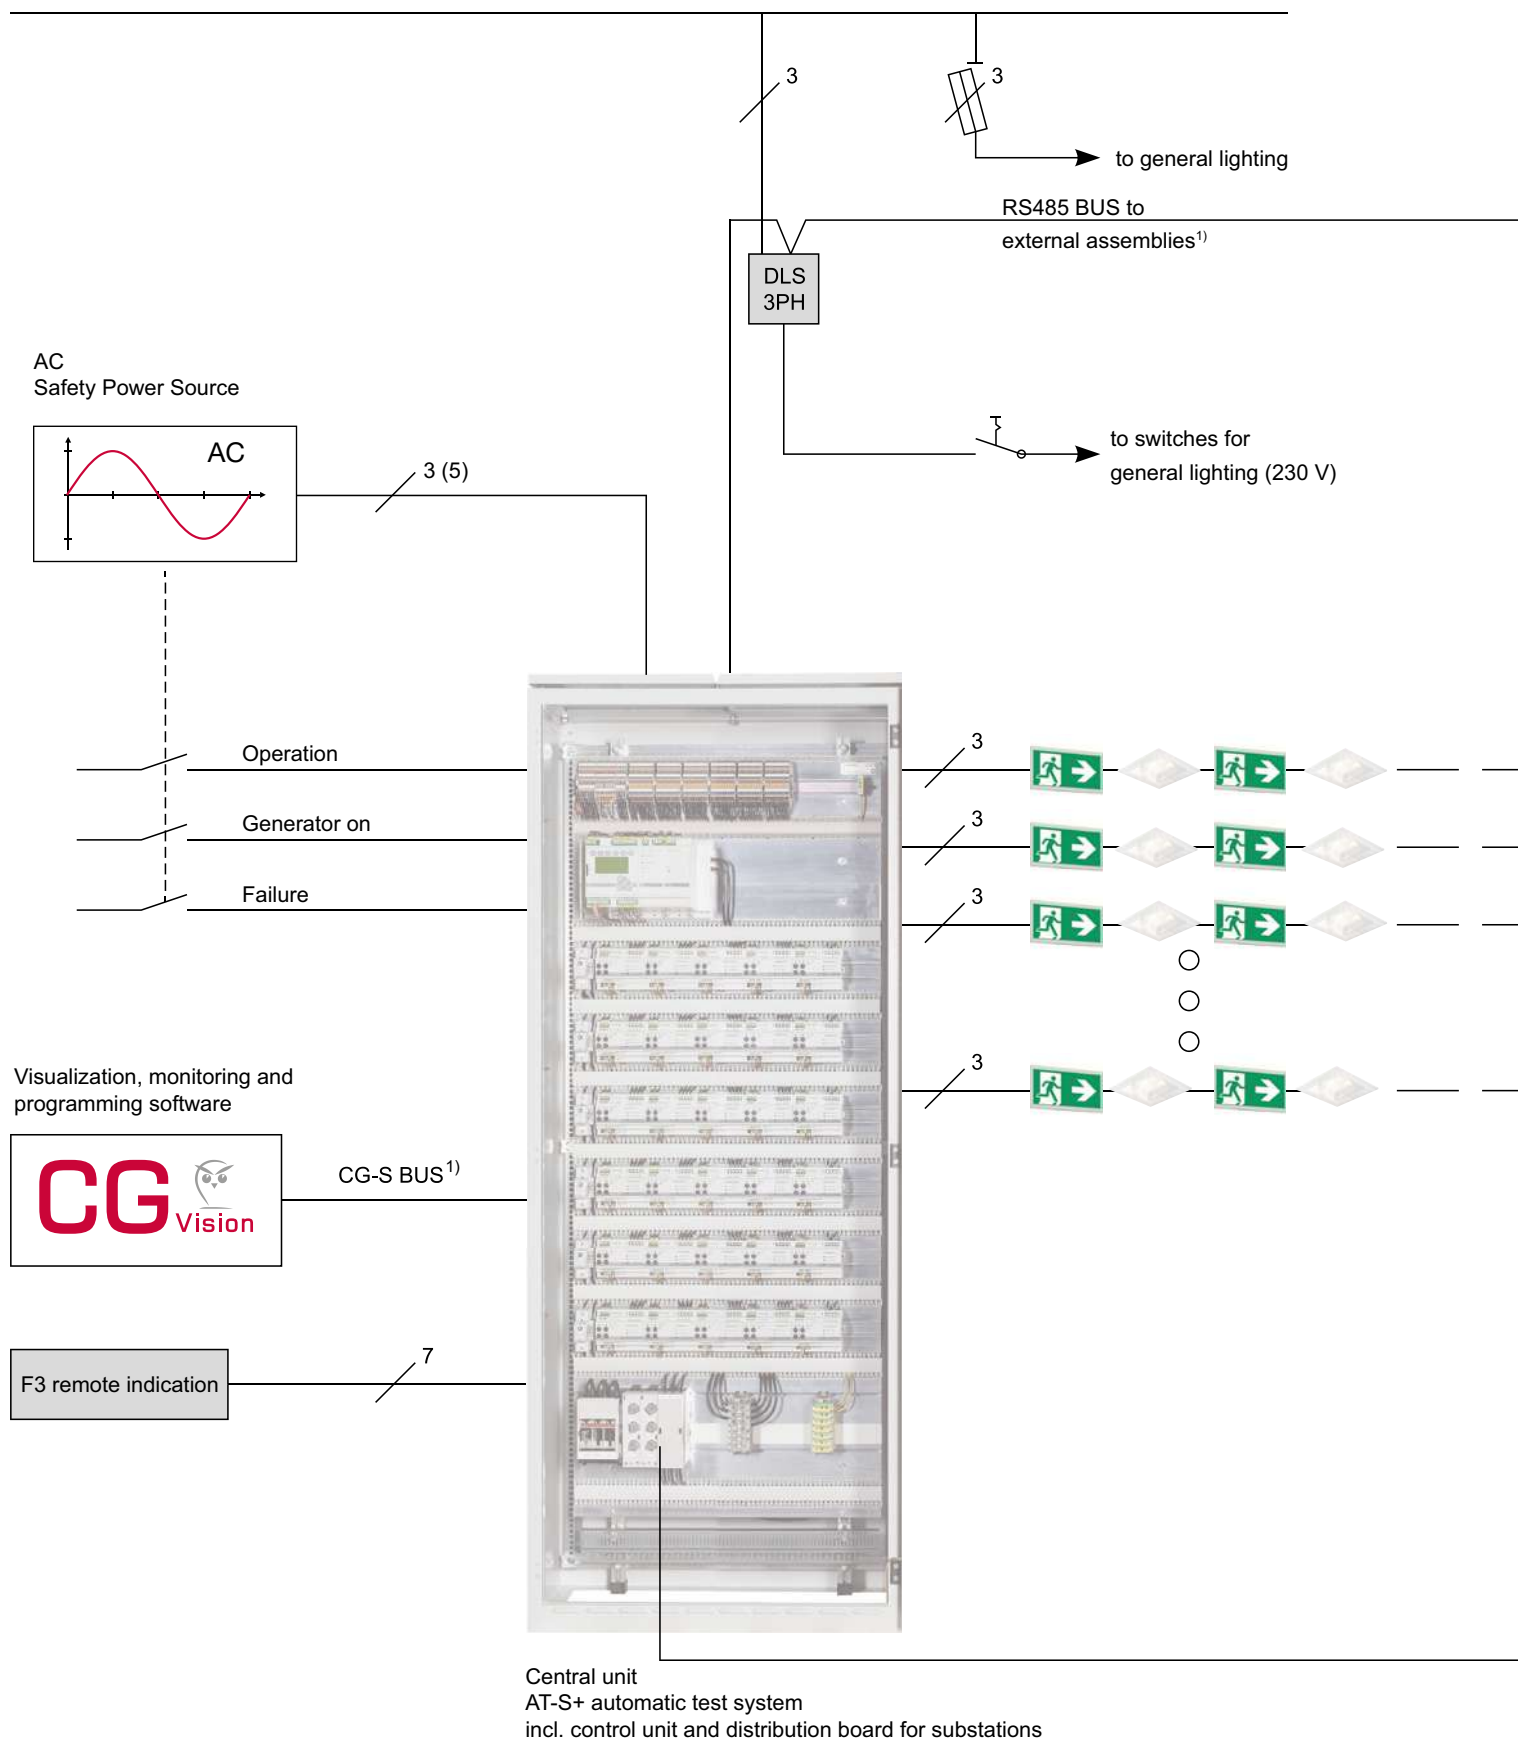 3
3
to general lighting
RS485 BUS to
external assemblies1)
DLS
3PH
AC
Safety Power Source
AC
3 (5)
to switches for
general lighting (230 V)
Operation
3
Generator on
3
Failure
3
3
Visualization, monitoring and
programming software
CG Vision
CG-S BUS1)
F3 remote indication
7
Central unit
AT-S+ automatic test system
incl. control unit and distribution board for substations